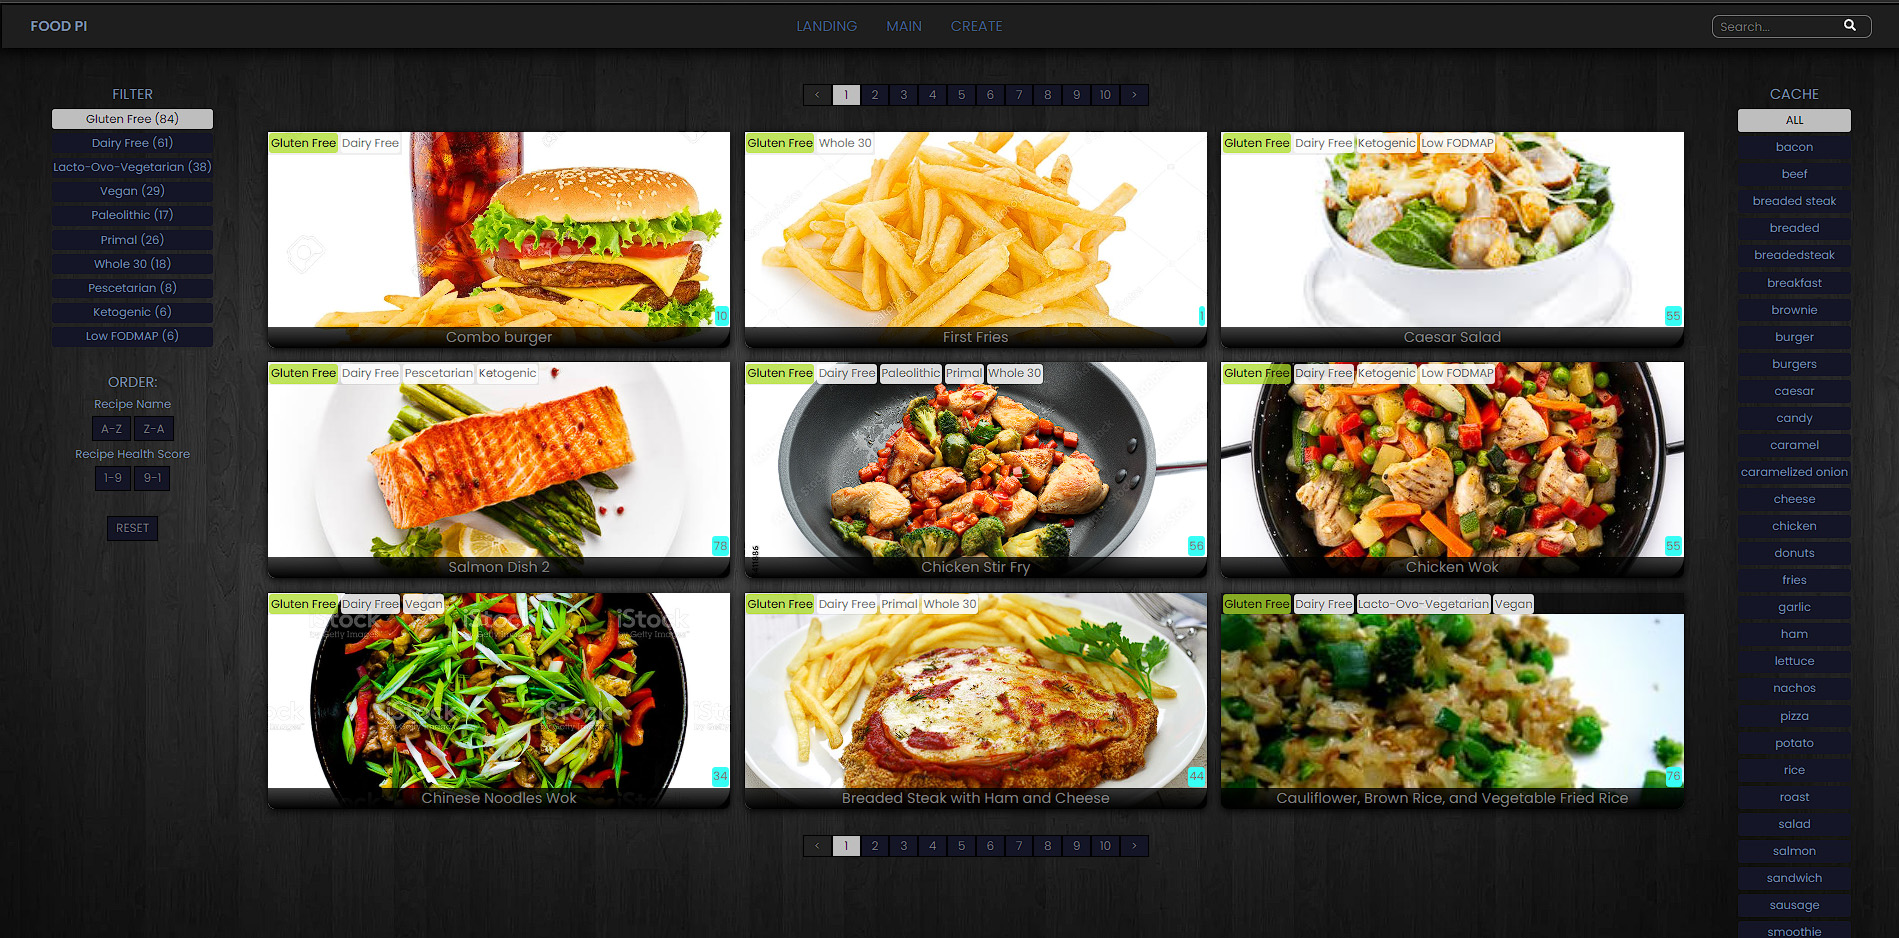 FOOD PI
LANDING MAIN CREATE
Search...
FILTER
Gluten Free (84)
Dairy Free (61)
Lacto-Ovo-Vegetarian (38)
Vegan (29)
Paleolithic (17)
Primal (26)
Whole 30 (18)
Pescetarian (8)
Ketogenic (6)
Low FODMAP (6)
ORDER:
Recipe Name
A-Z Z-A
Recipe Health Score
1-9 9-1
RESET
< 1 2 3 4 5 6 7 8 9 10 >
Gluten Free Dairy Free
10
Combo burger
Gluten Free Whole 30
1
First Fries
Gluten Free Dairy Free Ketogenic Low FODMAP
55
Caesar Salad
Gluten Free Dairy Free Pescetarian Ketogenic
78
Salmon Dish 2
Gluten Free Dairy Free Paleolithic Primal Whole 30
56
Chicken Stir Fry
Gluten Free Dairy Free Ketogenic Low FODMAP
55
Chicken Wok
Gluten Free Dairy Free Vegan
iStock
by Getty Images
34
Chinese Noodles Wok
Gluten Free Dairy Free Primal Whole 30
44
Breaded Steak with Ham and Cheese
Gluten Free Dairy Free Lacto-Ovo-Vegetarian Vegan
76
Cauliflower, Brown Rice, and Vegetable Fried Rice
< 1 2 3 4 5 6 7 8 9 10 >
CACHE
ALL
bacon
beef
breaded steak
breaded
breadedsteak
breakfast
brownie
burger
burgers
caesar
candy
caramel
caramelized onion
cheese
chicken
donuts
fries
garlic
ham
lettuce
nachos
pizza
potato
rice
roast
salad
salmon
sandwich
sausage
smoothie